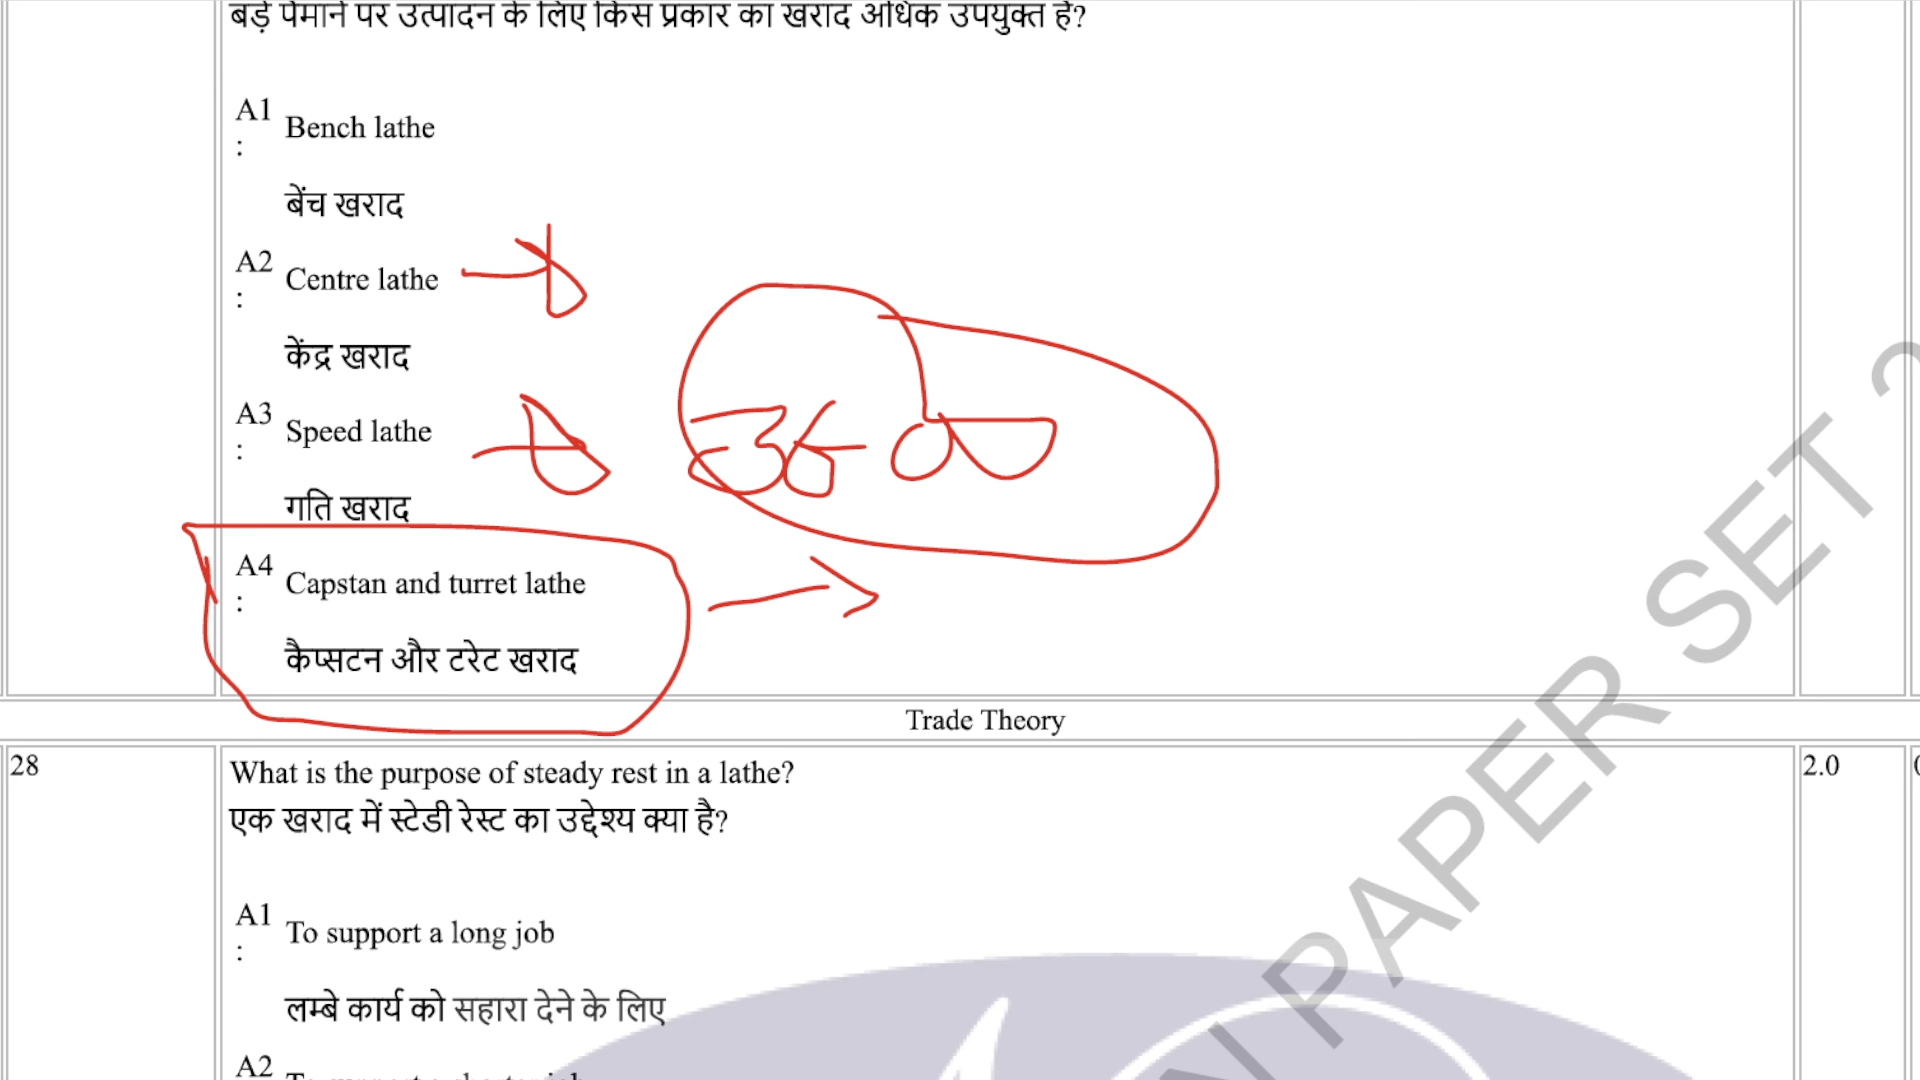 बड़े पैमाने पर उत्पादन के लिए किस प्रकार का खराद अधिक उपयुक्त है?
A1
:
Bench lathe
बेंच खराद
A2
:
Centre lathe
केंद्र खराद
A3
:
Speed lathe
गति खराद
A4
:
Capstan and turret lathe
कैप्सटन और टरेट खराद
Trade Theory
28
What is the purpose of steady rest in a lathe?
2.0
एक खराद में स्टेडी रेस्ट का उद्देश्य क्या है?
A1
:
To support a long job
लम्बे कार्य को सहारा देने के लिए
A2
PAPER SET